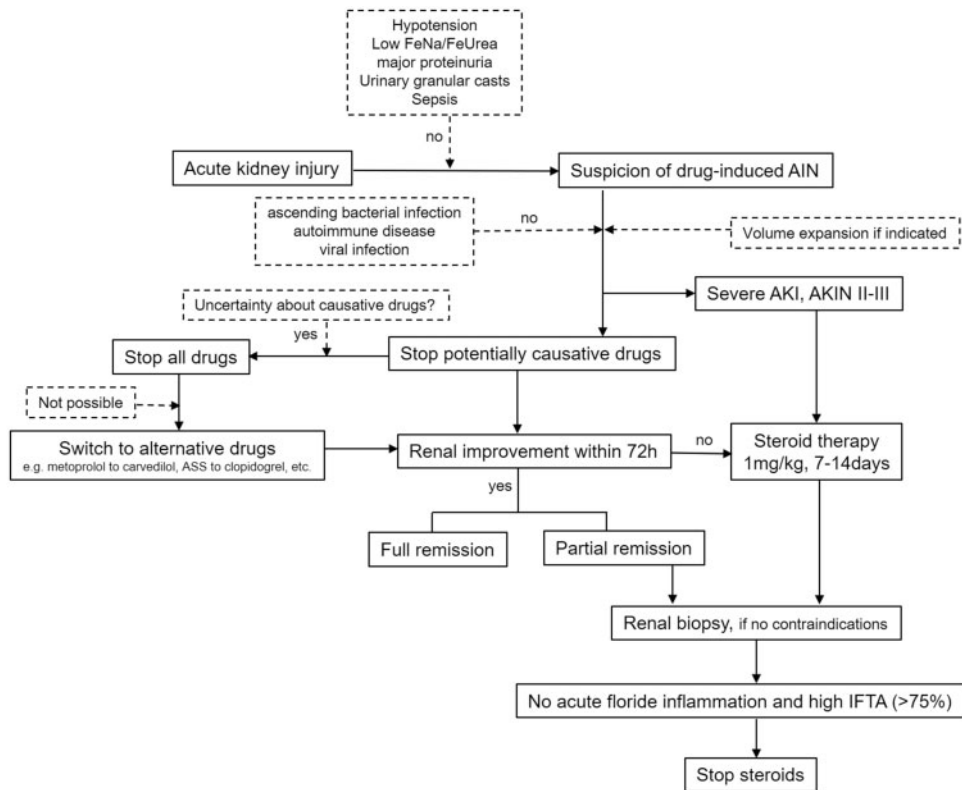 Hypotension
Low FeNa/FeUrea
major proteinuria
Urinary granular casts
Sepsis
no
Acute kidney injury
Suspicion of drug-induced AIN
ascending bacterial infection
autoimmune disease
viral infection
no
Volume expansion if indicated
Severe AKI, AKIN II-III
Uncertainty about causative drugs?
yes
Stop all drugs
Stop potentially causative drugs
Not possible
Switch to alternative drugs
e.g. metoprolol to carvedilol, ASS to clopidogrel, etc.
Renal improvement within 72h
no
Steroid therapy
1mg/kg, 7-14days
yes
Full remission
Partial remission
Renal biopsy, if no contraindications
No acute floride inflammation and high IFTA (>75%)
Stop steroids